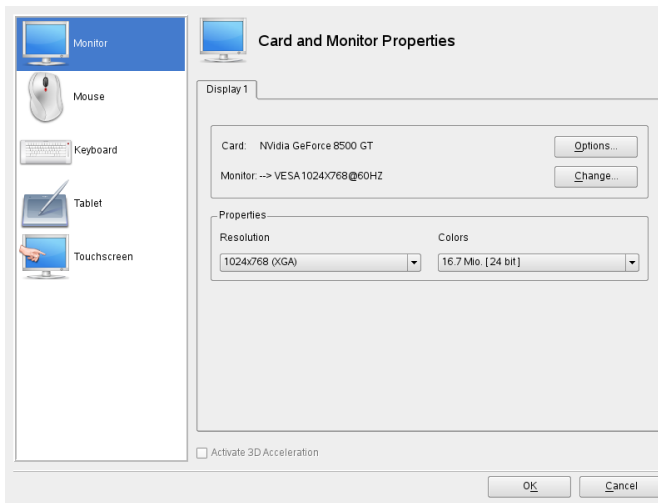 Monitor
Mouse
Keyboard
Tablet
Touchscreen
Card and Monitor Properties
Display 1
Card: NVidia GeForce 8500 GT
Options...
Monitor: --> VESA 1024X768@60HZ
Change...
Properties
Resolution
Colors
1024x768 (XGA)
16.7 Mio. [ 24 bit ]
Activate 3D Acceleration
OK
Cancel